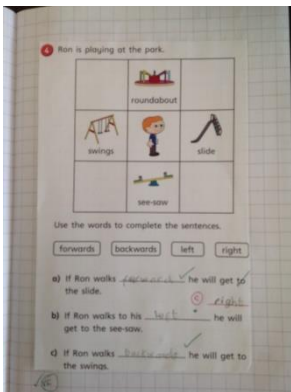 4 Ron is playing at the park.
roundabout
swings
slide
see-saw
Use the words to complete the sentences.
forwards
backwards
left
right
a) If Ron walks forward he will get to
the slide.
c right
b) If Ron walks to his left he will
get to the see-saw.
c) If Ron walks backwards he will get to
the swings.